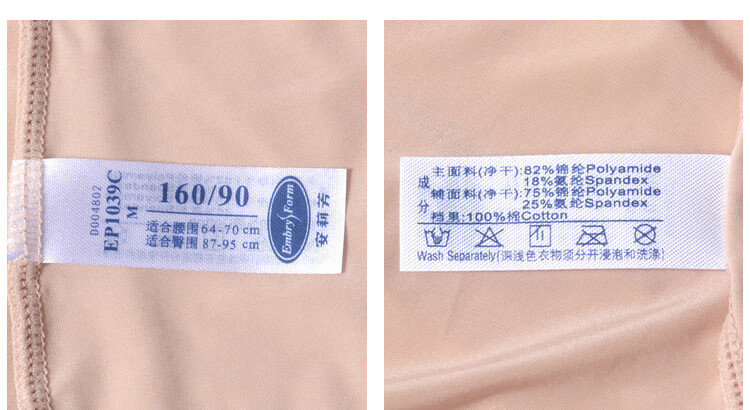 D004802
EP1039C
M
160/90
适合腰围 64-70 cm
适合臀围 87-95 cm
Embry Form
安莉芳
主面料(净干):82%锦纶Polyamide
成
18%氨纶Spandex
辅面料(净干):75%锦纶Polyamide
分
25%氨纶Spandex
裆里:100%棉Cotton
Wash Separately(深浅色衣物须分开浸泡和洗涤)